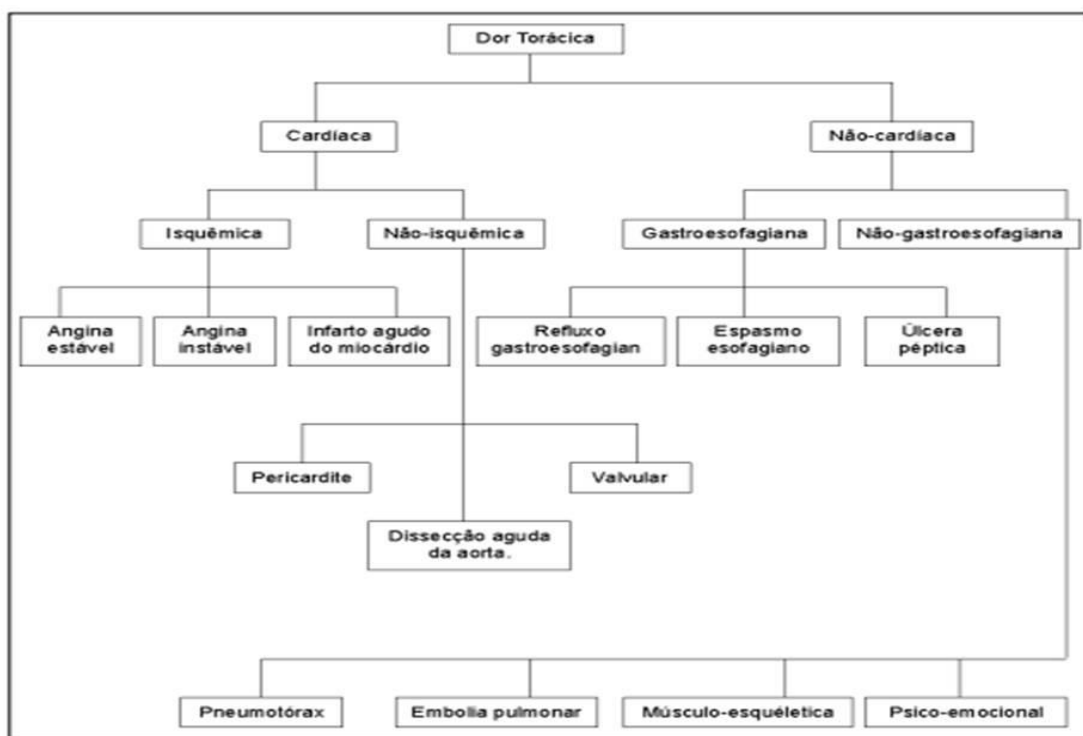 Dor Torácica
Cardíaca
Não-cardíaca
Isquêmica
Não-isquêmica
Gastroesofagiana
Não-gastroesofagiana
Angina
estável
Angina
instável
Infarto agudo
do miocárdio
Refluxo
gastroesofagian
Espasmo
esofagiano
Úlcera
péptica
Pericardite
Valvular
Dissecção aguda
da aorta.
Pneumotórax
Embolia pulmonar
Músculo-esquéletica
Psico-emocional